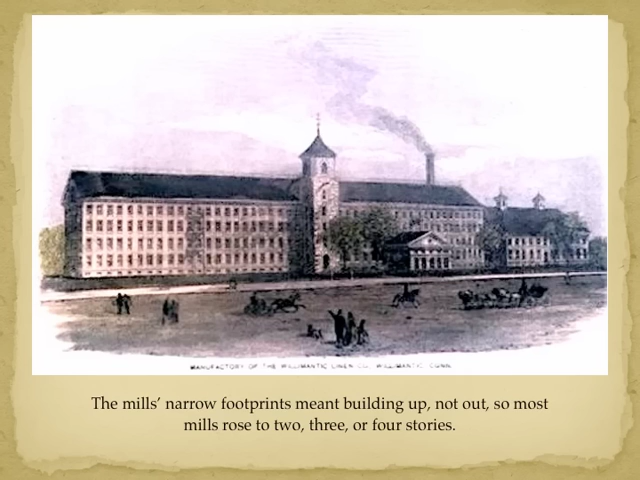 MANUFACTORY OF THE WILLIMANTIC LINEN CO., WILLIMANTIC, CONN.
The mills’ narrow footprints meant building up, not out, so most
mills rose to two, three, or four stories.